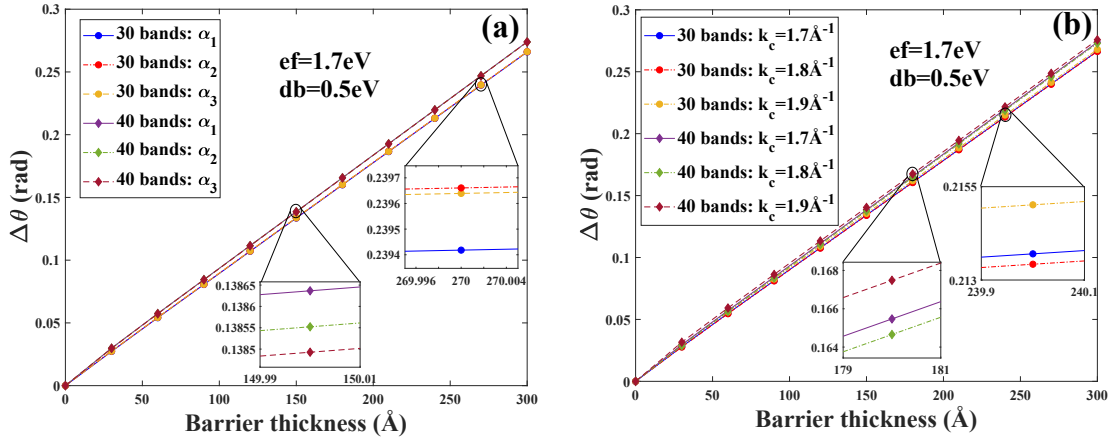 (a)
30 bands: α1
30 bands: α2
30 bands: α3
40 bands: α1
40 bands: α2
40 bands: α3
ef=1.7eV
db=0.5eV
0.3
0.25
0.2
0.15
0.1
0.05
0
Δθ (rad)
0.2397
0.2396
0.2394
269.996 270 270.004
0.13865
0.1386
0.13855
0.1385
149.99 150.01
0 50 100 150 200 250 300
Barrier thickness (Å)
(b)
30 bands: kc=1.7Å-1
30 bands: kc=1.8Å-1
30 bands: kc=1.9Å-1
40 bands: kc=1.7Å-1
40 bands: kc=1.8Å-1
40 bands: kc=1.9Å-1
ef=1.7eV
db=0.5eV
0.3
0.25
0.2
0.15
0.1
0.05
0
Δθ (rad)
0.2155
0.213
239.9 240.1
0.168
0.166
0.164
179 181
0 50 100 150 200 250 300
Barrier thickness (Å)